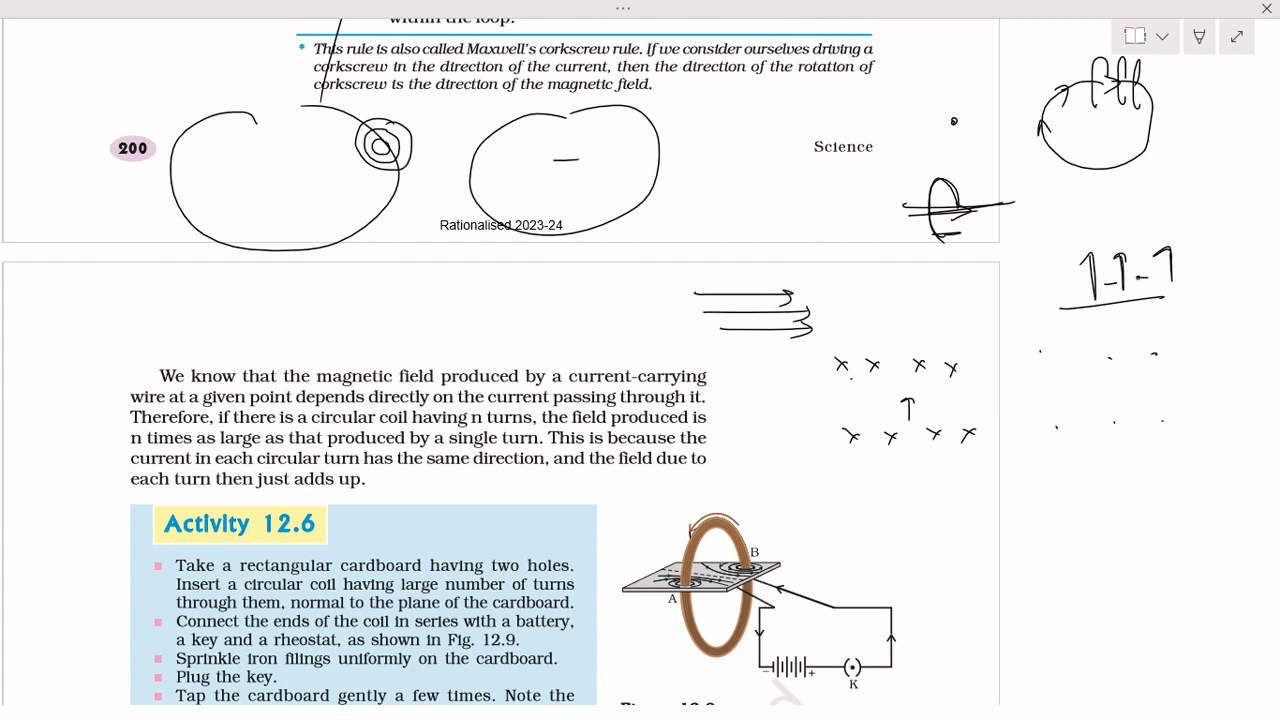 within the loop.
* This rule is also called Maxwell's corkscrew rule. If we consider ourselves driving a
corkscrew in the direction of the current, then the direction of the rotation of
corkscrew is the direction of the magnetic field.
200
Science
Rationalised 2023-24
We know that the magnetic field produced by a current-carrying
wire at a given point depends directly on the current passing through it.
Therefore, if there is a circular coil having n turns, the field produced is
n times as large as that produced by a single turn. This is because the
current in each circular turn has the same direction, and the field due to
each turn then just adds up.
Activity 12.6
Take a rectangular cardboard having two holes.
Insert a circular coil having large number of turns
through them, normal to the plane of the cardboard.
Connect the ends of the coil in series with a battery,
a key and a rheostat, as shown in Fig. 12.9.
Sprinkle iron filings uniformly on the cardboard.
Plug the key.
Tap the cardboard gently a few times. Note the
B
A
- +
K